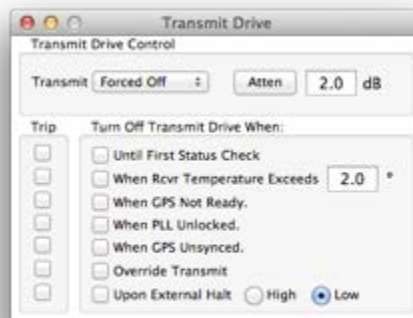 Transmit Drive
Transmit Drive Control
Transmit Forced Off Atten 2.0 dB
Trip Turn Off Transmit Drive When:
Until First Status Check
When Rcvr Temperature Exceeds 2.0 °
When GPS Not Ready.
When PLL Unlocked.
When GPS Unsynced.
Override Transmit
Upon External Halt High Low